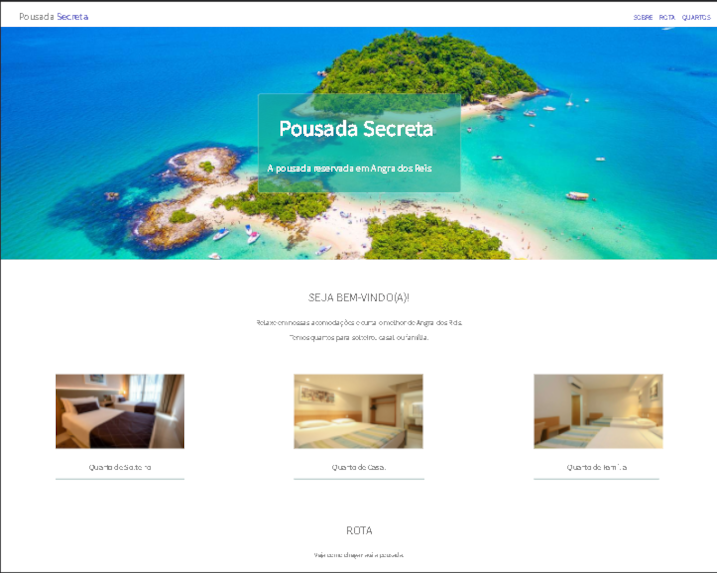 Pousada Secreta
SOBRE ROTA QUARTOS
Pousada Secreta
A pousada reservada em Angra dos Reis
SEJA BEM-VINDO(A)!
Relaxe em nossas acomodações e curta o melhor de Angra dos Reis.
Temos quartos para solteiro, casal ou família.
Quarto de Solteiro
Quarto de Casal
Quarto de Família
ROTA
Veja como chegar até a pousada.